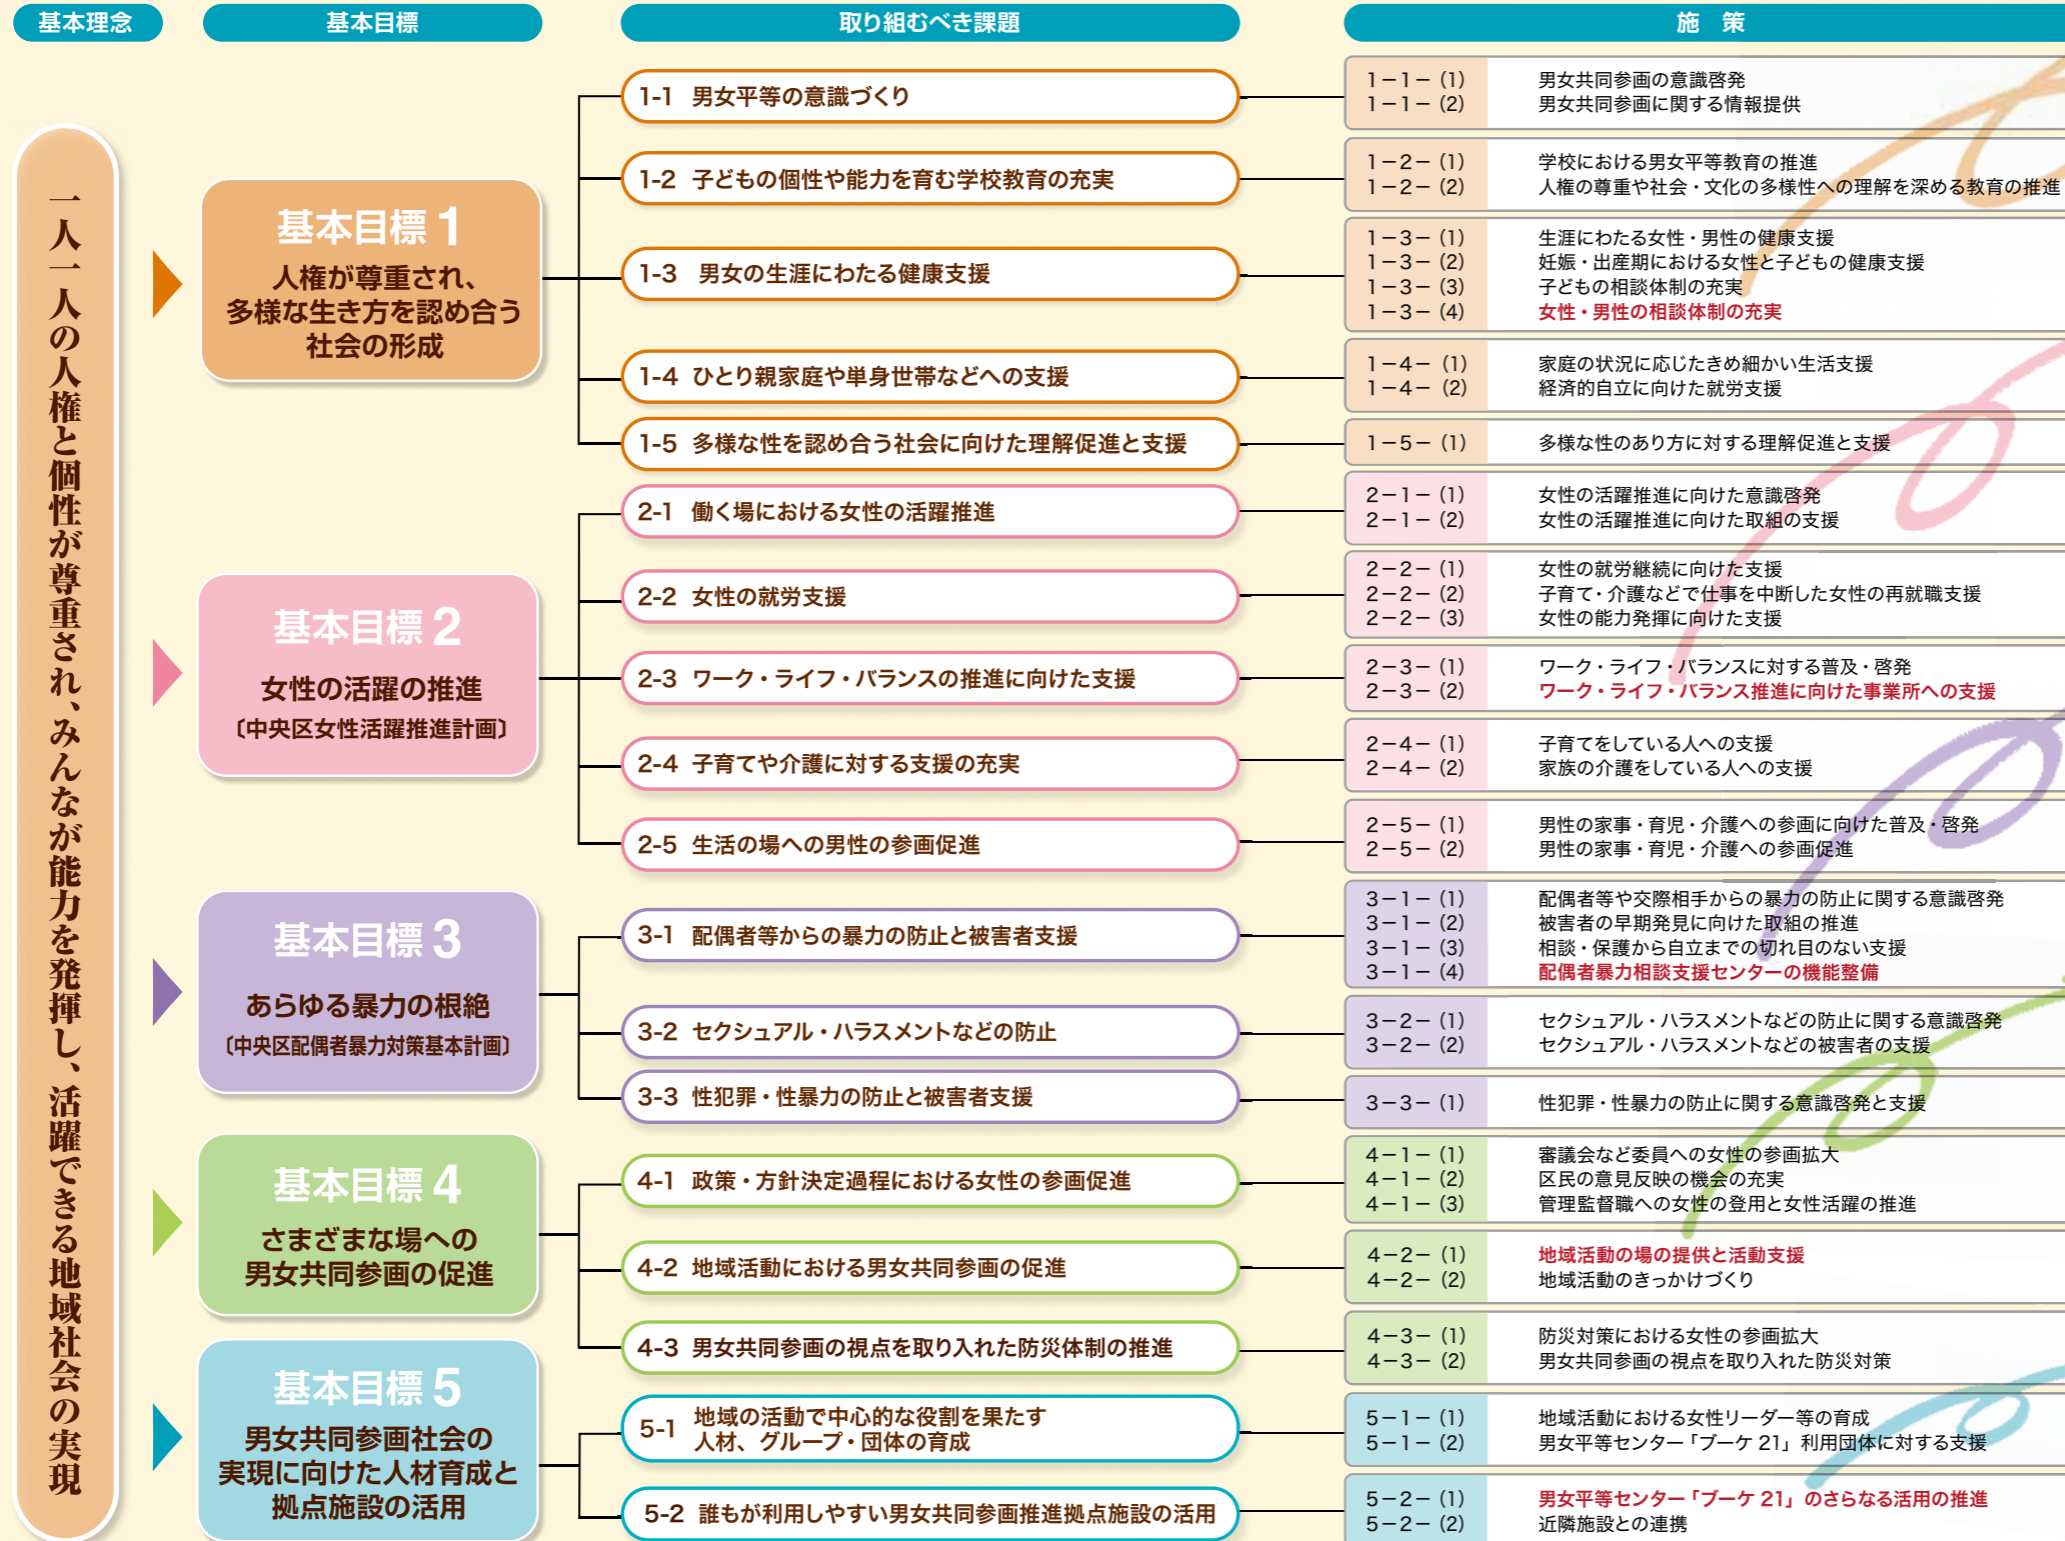 基本理念
基本目標
取り組むべき課題
施　策
一人一人の人権と個性が尊重され、みんなが能力を発揮し、活躍できる地域社会の実現
基本目標 1
人権が尊重され、
多様な生き方を認め合う
社会の形成
1-1 男女平等の意識づくり
1－1－（1） 男女共同参画の意識啓発
1－1－（2） 男女共同参画に関する情報提供
1-2 子どもの個性や能力を育む学校教育の充実
1－2－（1） 学校における男女平等教育の推進
1－2－（2） 人権の尊重や社会・文化の多様性への理解を深める教育の推進
1-3 男女の生涯にわたる健康支援
1－3－（1） 生涯にわたる女性・男性の健康支援
1－3－（2） 妊娠・出産期における女性と子どもの健康支援
1－3－（3） 子どもの相談体制の充実
1－3－（4） 女性・男性の相談体制の充実
1-4 ひとり親家庭や単身世帯などへの支援
1－4－（1） 家庭の状況に応じたきめ細かい生活支援
1－4－（2） 経済的自立に向けた就労支援
1-5 多様な性を認め合う社会に向けた理解促進と支援
1－5－（1） 多様な性のあり方に対する理解促進と支援
基本目標 2
女性の活躍の推進
〔中央区女性活躍推進計画〕
2-1 働く場における女性の活躍推進
2－1－（1） 女性の活躍推進に向けた意識啓発
2－1－（2） 女性の活躍推進に向けた取組の支援
2-2 女性の就労支援
2－2－（1） 女性の就労継続に向けた支援
2－2－（2） 子育て・介護などで仕事を中断した女性の再就職支援
2－2－（3） 女性の能力発揮に向けた支援
2-3 ワーク・ライフ・バランスの推進に向けた支援
2－3－（1） ワーク・ライフ・バランスに対する普及・啓発
2－3－（2） ワーク・ライフ・バランス推進に向けた事業所への支援
2-4 子育てや介護に対する支援の充実
2－4－（1） 子育てをしている人への支援
2－4－（2） 家族の介護をしている人への支援
2-5 生活の場への男性の参画促進
2－5－（1） 男性の家事・育児・介護への参画に向けた普及・啓発
2－5－（2） 男性の家事・育児・介護への参画促進
基本目標 3
あらゆる暴力の根絶
〔中央区配偶者暴力対策基本計画〕
3-1 配偶者等からの暴力の防止と被害者支援
3－1－（1） 配偶者等や交際相手からの暴力の防止に関する意識啓発
3－1－（2） 被害者の早期発見に向けた取組の推進
3－1－（3） 相談・保護から自立までの切れ目のない支援
3－1－（4） 配偶者暴力相談支援センターの機能整備
3-2 セクシュアル・ハラスメントなどの防止
3－2－（1） セクシュアル・ハラスメントなどの防止に関する意識啓発
3－2－（2） セクシュアル・ハラスメントなどの被害者の支援
3-3 性犯罪・性暴力の防止と被害者支援
3－3－（1） 性犯罪・性暴力の防止に関する意識啓発と支援
基本目標 4
さまざまな場への
男女共同参画の促進
4-1 政策・方針決定過程における女性の参画促進
4－1－（1） 審議会など委員への女性の参画拡大
4－1－（2） 区民の意見反映の機会の充実
4－1－（3） 管理監督職への女性の登用と女性活躍の推進
4-2 地域活動における男女共同参画の促進
4－2－（1） 地域活動の場の提供と活動支援
4－2－（2） 地域活動のきっかけづくり
4-3 男女共同参画の視点を取り入れた防災体制の推進
4－3－（1） 防災対策における女性の参画拡大
4－3－（2） 男女共同参画の視点を取り入れた防災対策
基本目標 5
男女共同参画社会の
実現に向けた人材育成と
拠点施設の活用
5-1 地域の活動で中心的な役割を果たす
人材、グループ・団体の育成
5－1－（1） 地域活動における女性リーダー等の育成
5－1－（2） 男女平等センター「ブーケ 21」利用団体に対する支援
5-2 誰もが利用しやすい男女共同参画推進拠点施設の活用
5－2－（1） 男女平等センター「ブーケ 21」のさらなる活用の推進
5－2－（2） 近隣施設との連携